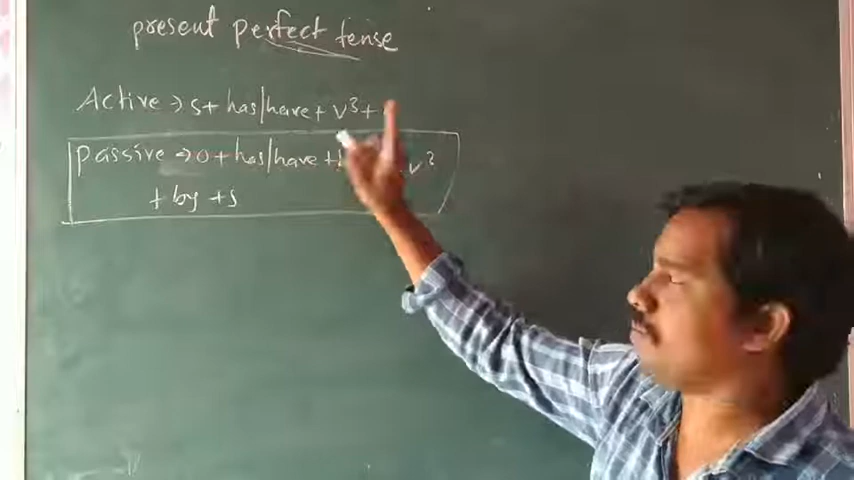 present perfect tense
Active → s+ has/have + v³ +
passive → o + has/have + v³
+ by + s